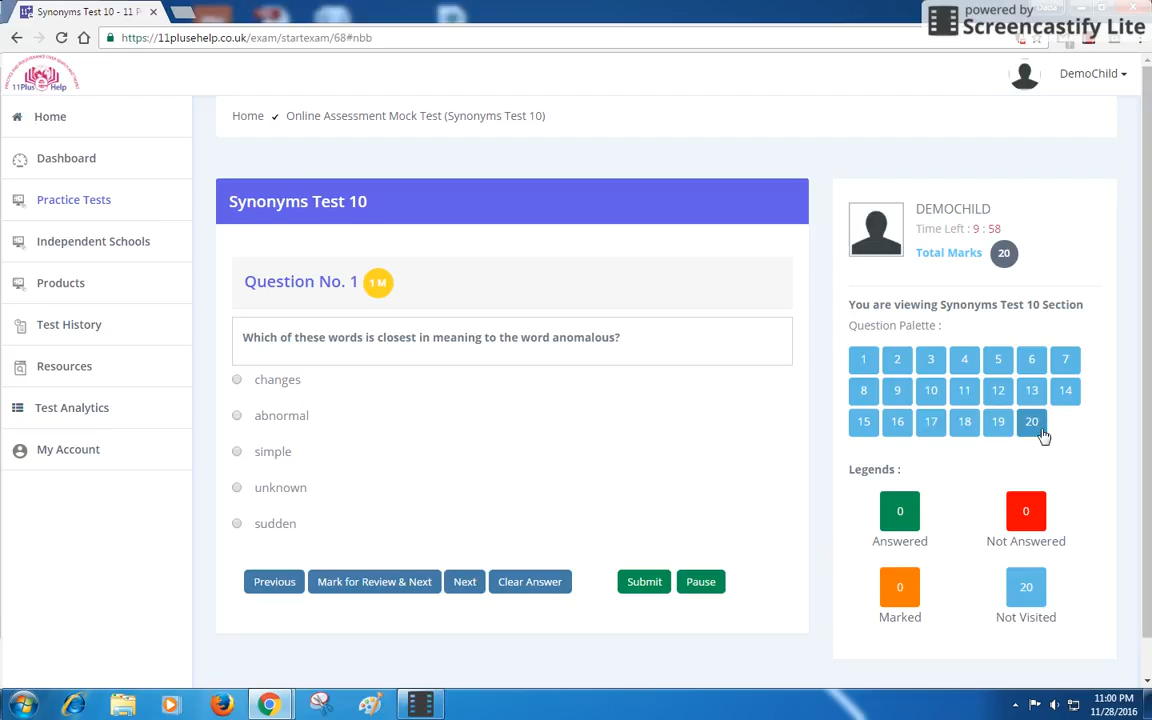 Synonyms Test 10 - 11 P
powered by
Screencastify Lite
https://11plusehelp.co.uk/exam/startexam/68#nbb
11Plus Help
DemoChild
Home
Dashboard
Practice Tests
Independent Schools
Products
Test History
Resources
Test Analytics
My Account
Home ✔ Online Assessment Mock Test (Synonyms Test 10)
Synonyms Test 10
Question No. 1 1 M
Which of these words is closest in meaning to the word anomalous?
changes
abnormal
simple
unknown
sudden
Previous Mark for Review & Next Next Clear Answer Submit Pause
DEMOCHILD
Time Left : 9 : 58
Total Marks 20
You are viewing Synonyms Test 10 Section
Question Palette :
1 2 3 4 5 6 7
8 9 10 11 12 13 14
15 16 17 18 19 20
Legends :
0 0
Answered Not Answered
0 20
Marked Not Visited
11:00 PM
11/28/2016